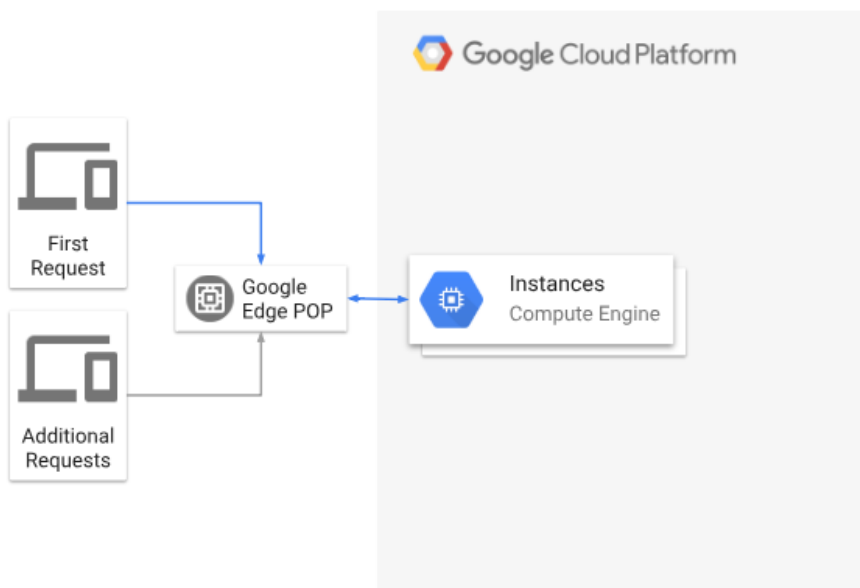 Google Cloud Platform
First
Request
Google
Edge POP
Instances
Compute Engine
Additional
Requests